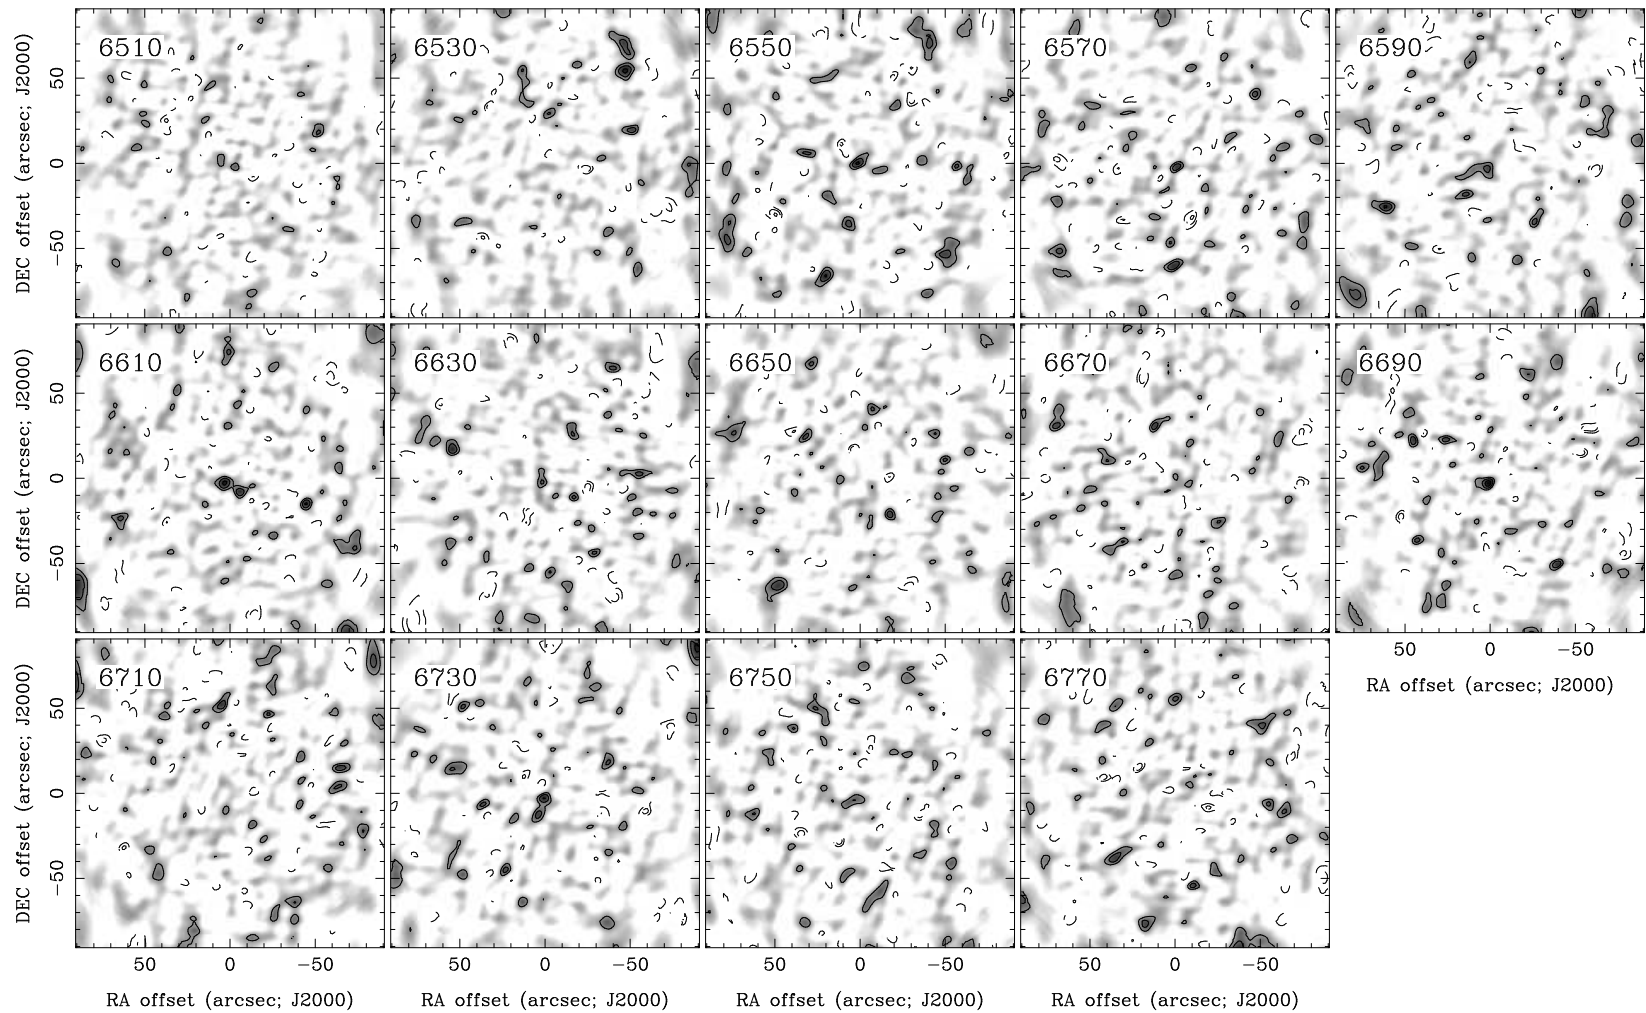 DEC offset (arcsec; J2000)
50
0
−50
6510
6530
6550
6570
6590
DEC offset (arcsec; J2000)
50
0
−50
6610
6630
6650
6670
6690
50 0 −50
RA offset (arcsec; J2000)
DEC offset (arcsec; J2000)
50
0
−50
6710
6730
6750
6770
50 0 −50
50 0 −50
50 0 −50
50 0 −50
RA offset (arcsec; J2000)
RA offset (arcsec; J2000)
RA offset (arcsec; J2000)
RA offset (arcsec; J2000)